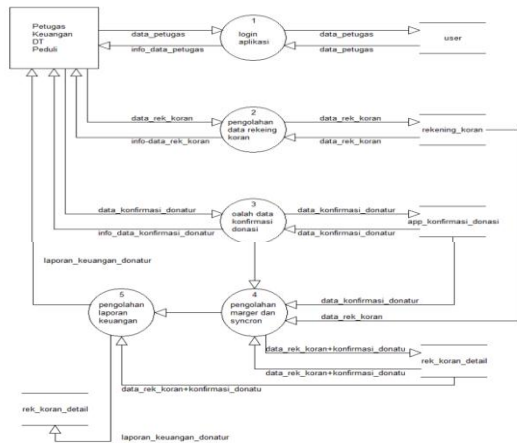 Petugas
Keuangan
DT
Peduli
data_petugas
info_data_petugas
1
login
aplikasi
data_petugas
data_petugas
user
data_rek_koran
info-data_rek_koran
2
pengolahan
data rekeing
koran
data_rek_koran
data_rek_koran
rekening_koran
data_konfirmasi_donatur
info_data_konfirmasi_donatur
3
oalah data
konfirmasi
donasi
data_konfirmasi_donatur
data_konfirmasi_donatur
app_konfirmasi_donasi
laporan_keuangan_donatur
5
pengolahan
laporan
keuangan
4
pengolahan
marger dan
syncron
data_konfirmasi_donatur
data_rek_koran
data_rek_koran+konfirmasi_donatu
data_rek_koran+konfirmasi_donatu
rek_koran_detail
data_rek_koran+konfirmasi_donatu
rek_koran_detail
laporan_keuangan_donatur